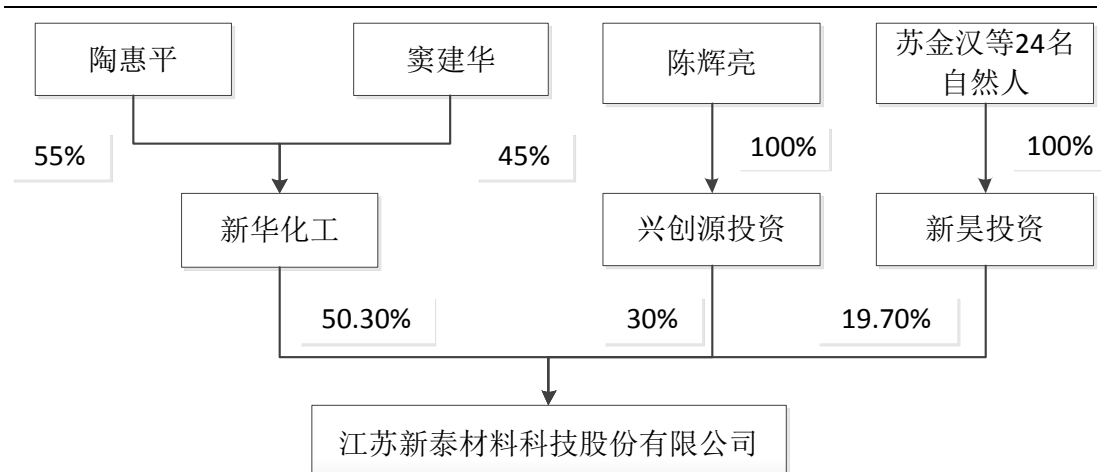 陶惠平
窦建华
陈辉亮
苏金汉等24名
自然人
55%
45%
100%
100%
新华化工
兴创源投资
新昊投资
50.30%
30%
19.70%
江苏新泰材料科技股份有限公司